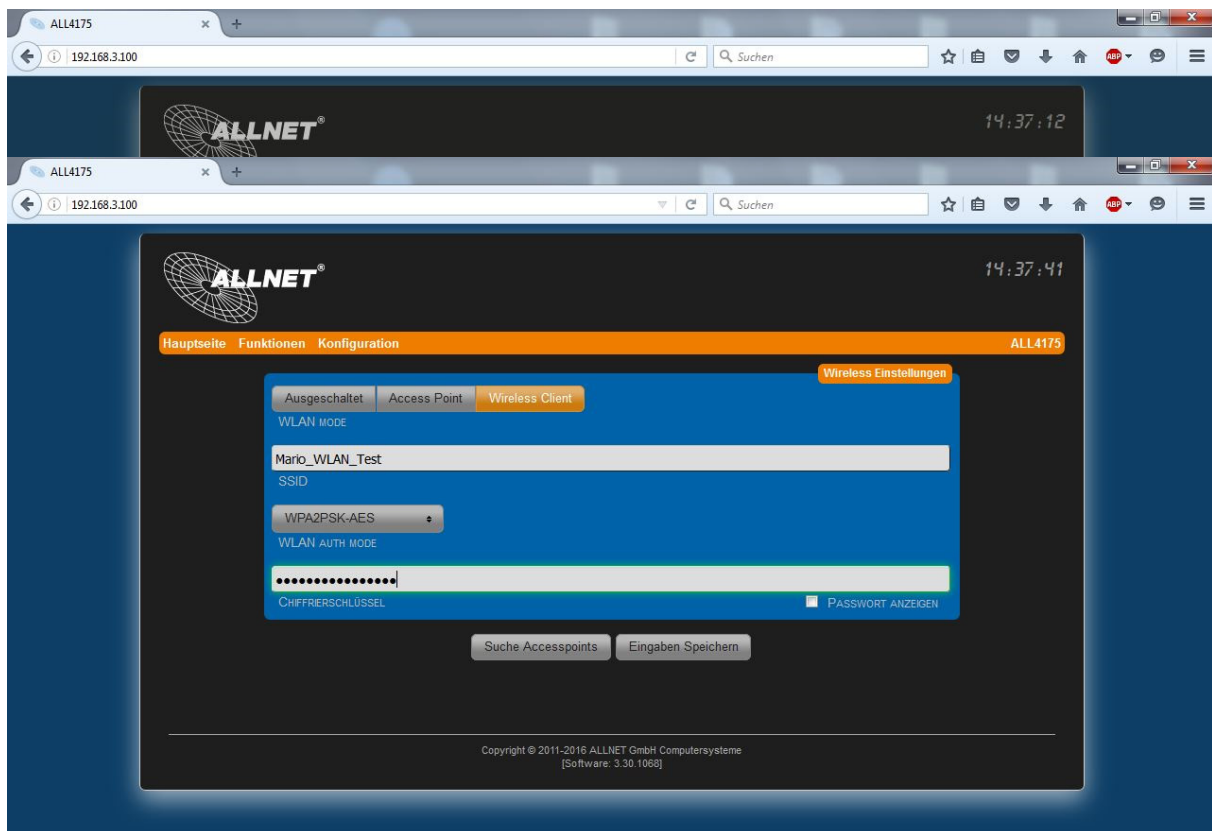 ALL4175
192.168.3.100
Suchen
ABP
ALLNET®
14:37:12
ALL4175
192.168.3.100
Suchen
ABP
ALLNET®
14:37:41
Hauptseite Funktionen Konfiguration ALL4175
Wireless Einstellungen
Ausgeschaltet Access Point Wireless Client
WLAN MODE
Mario_WLAN_Test
SSID
WPA2PSK-AES
WLAN AUTH MODE
••••••••••••••••
CHIFFRIERSCHLÜSSEL PASSWORT ANZEIGEN
Suche Accesspoints Eingaben Speichern
Copyright © 2011-2016 ALLNET GmbH Computersysteme
[Software: 3.30.1068]